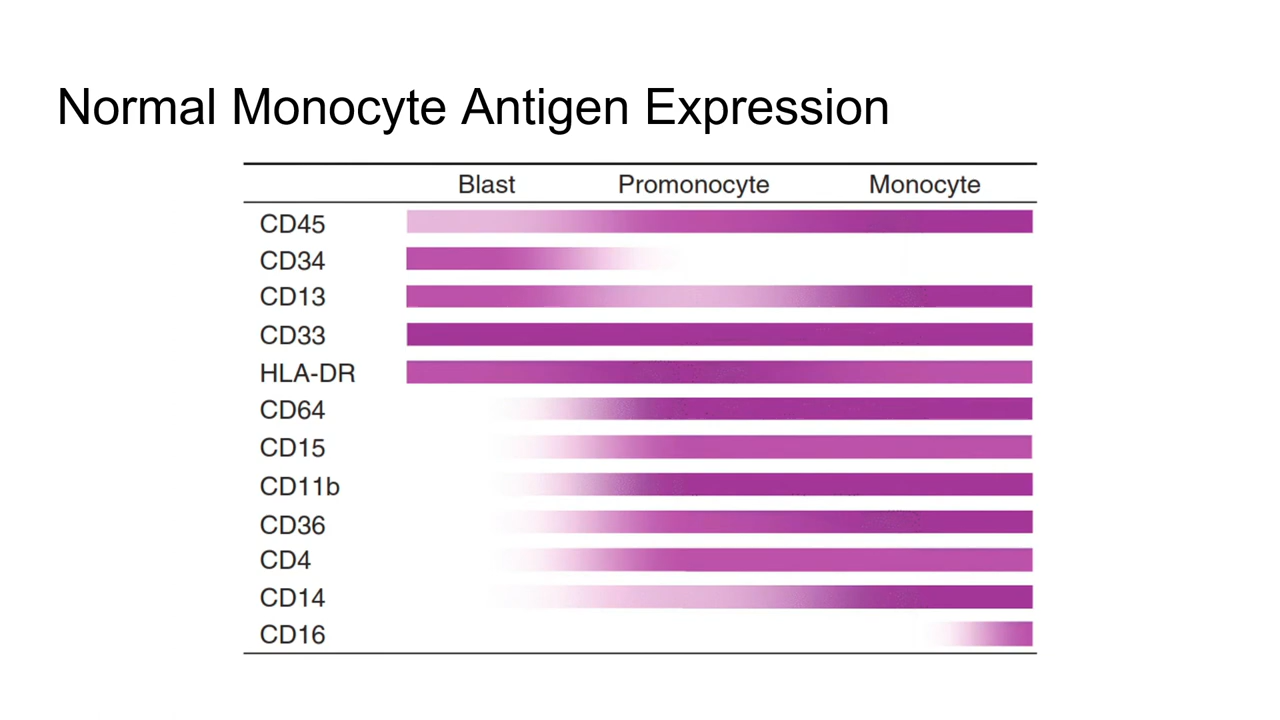 Normal Monocyte Antigen Expression
Blast Promonocyte Monocyte
CD45
CD34
CD13
CD33
HLA-DR
CD64
CD15
CD11b
CD36
CD4
CD14
CD16